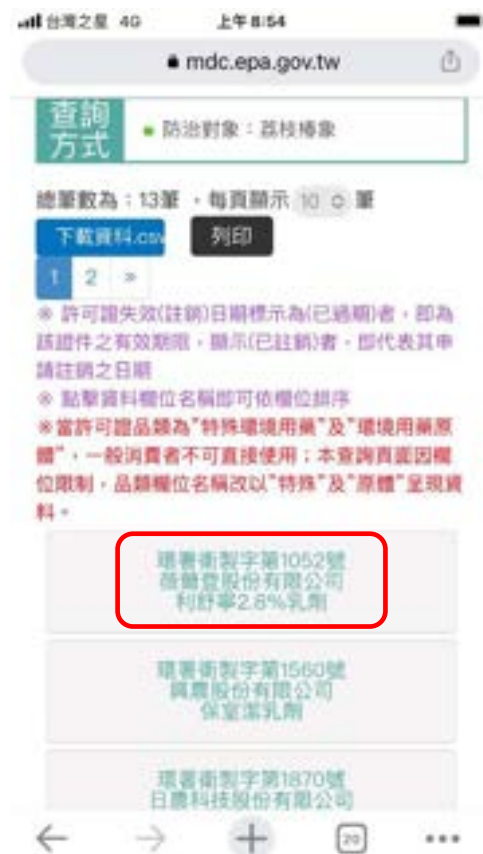 台灣之星 4G 上午 8:54
mdc.epa.gov.tw
查詢
方式
防治對象：荔枝椿象
總筆數為：13筆 ，每頁顯示 10 筆
下載資料.csv 列印
1 2 »
※ 許可證失效(註銷)日期標示為(已過期)者，即為
該證件之有效期限，顯示(已註銷)者，即代表其申
請註銷之日期
※ 點擊資料欄位名稱即可依欄位排序
※當許可證品類為"特殊環境用藥"及"環境用藥原
體"，一般消費者不可直接使用；本查詢頁面因欄
位限制，品類欄位名稱改以"特殊"及"原體"呈現資
料。
環署衛製字第1052號
薇爾登股份有限公司
利舒寧2.8%乳劑
環署衛製字第1560號
興農股份有限公司
保室潔乳劑
環署衛製字第1870號
日農科技股份有限公司
20